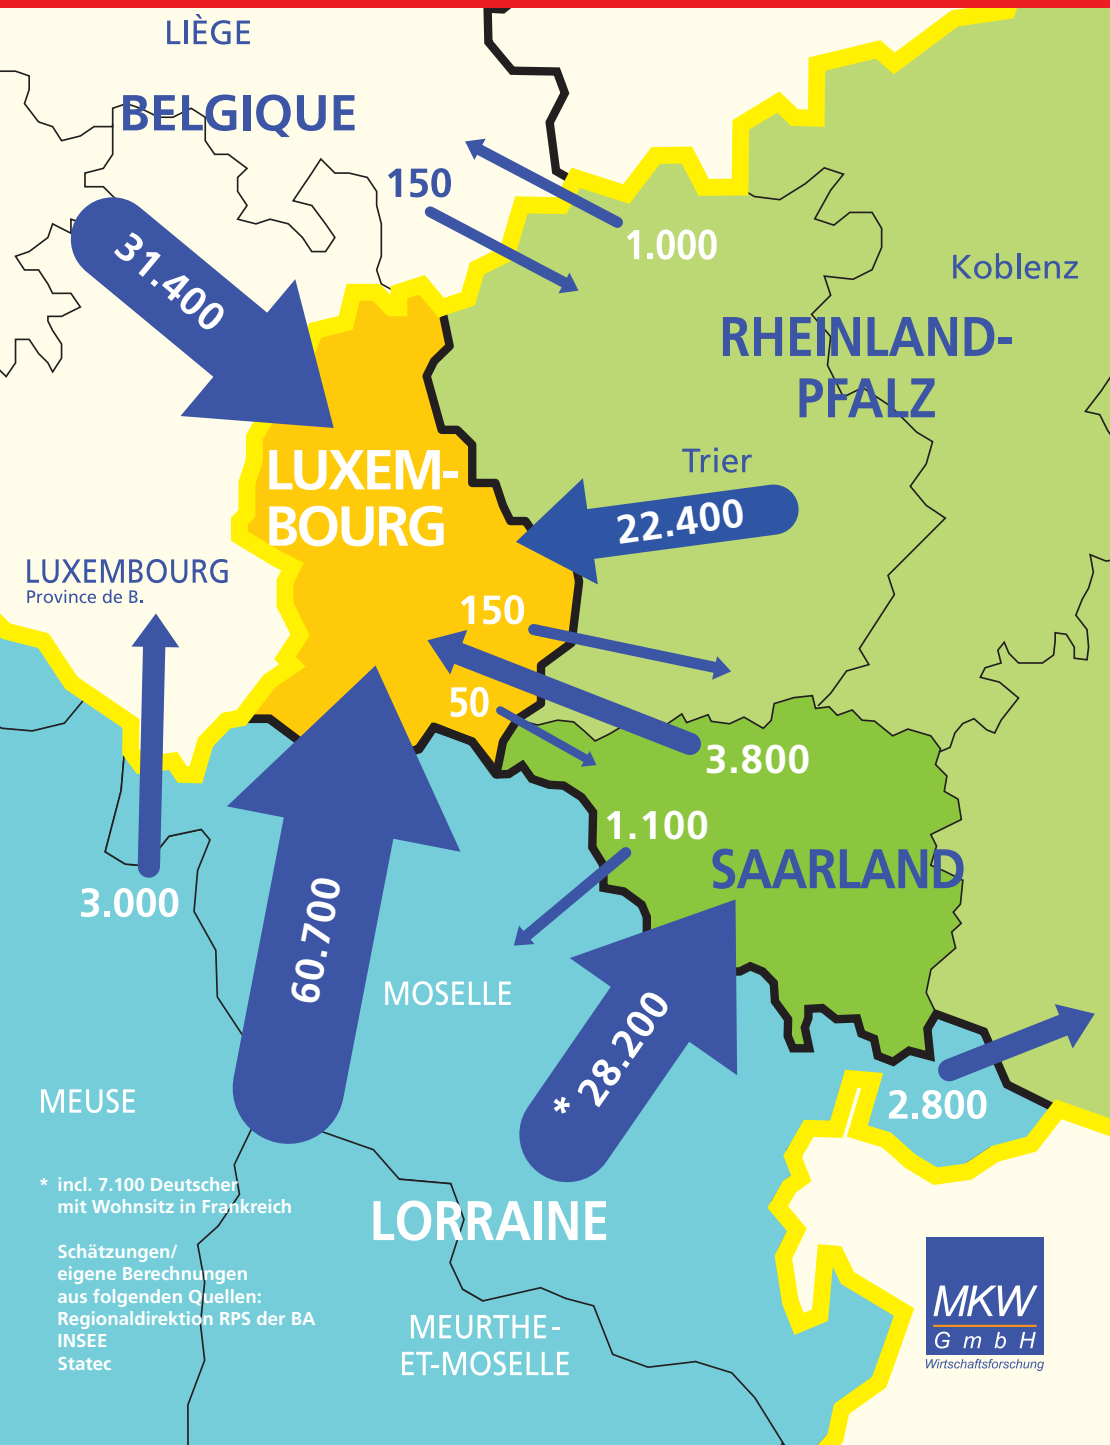 LIÈGE
BELGIQUE
150
1.000
31.400
Koblenz
RHEINLAND-
PFALZ
Trier
LUXEM-
BOURG
22.400
LUXEMBOURG
Province de B.
150
50
3.800
1.100
SAARLAND
3.000
60.700
MOSELLE
* 28.200
MEUSE
2.800
* incl. 7.100 Deutscher
mit Wohnsitz in Frankreich
LORRAINE
Schätzungen/
eigene Berechnungen
aus folgenden Quellen:
Regionaldirektion RPS der BA
INSEE
Statec
MEURTHE-
ET-MOSELLE
MKW
GmbH
Wirtschaftsforschung